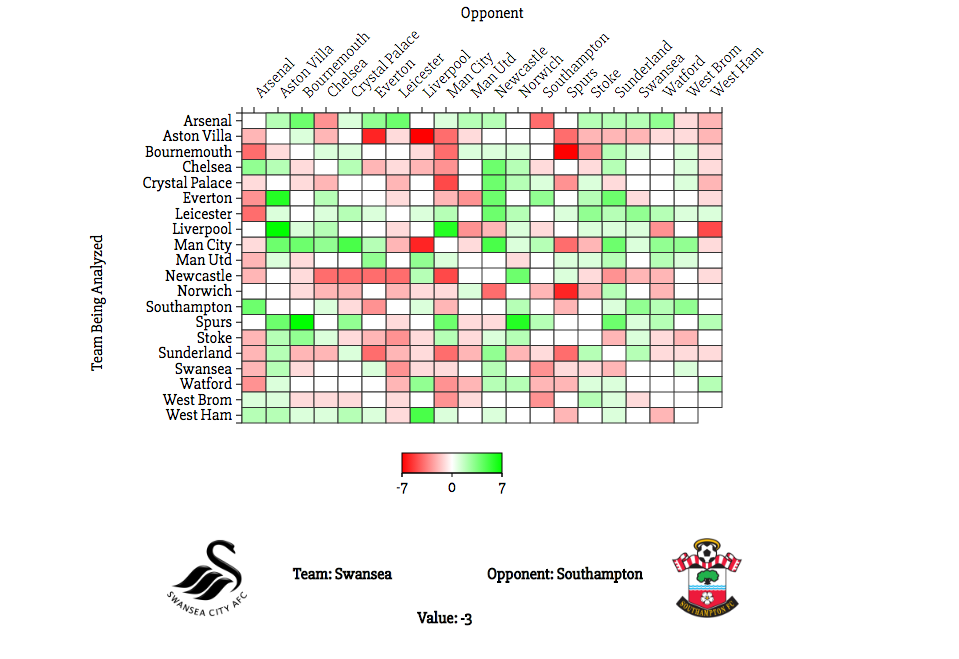 Opponent
Arsenal
Aston Villa
Bournemouth
Chelsea
Crystal Palace
Everton
Leicester
Liverpool
Man City
Man Utd
Newcastle
Norwich
Southampton
Spurs
Stoke
Sunderland
Swansea
Watford
West Brom
West Ham
Team Being Analyzed
Arsenal
Aston Villa
Bournemouth
Chelsea
Crystal Palace
Everton
Leicester
Liverpool
Man City
Man Utd
Newcastle
Norwich
Southampton
Spurs
Stoke
Sunderland
Swansea
Watford
West Brom
West Ham
-7 0 7
SWANSEA CITY AFC
Team: Swansea
Opponent: Southampton
SOUTHAMPTON FC
Value: -3